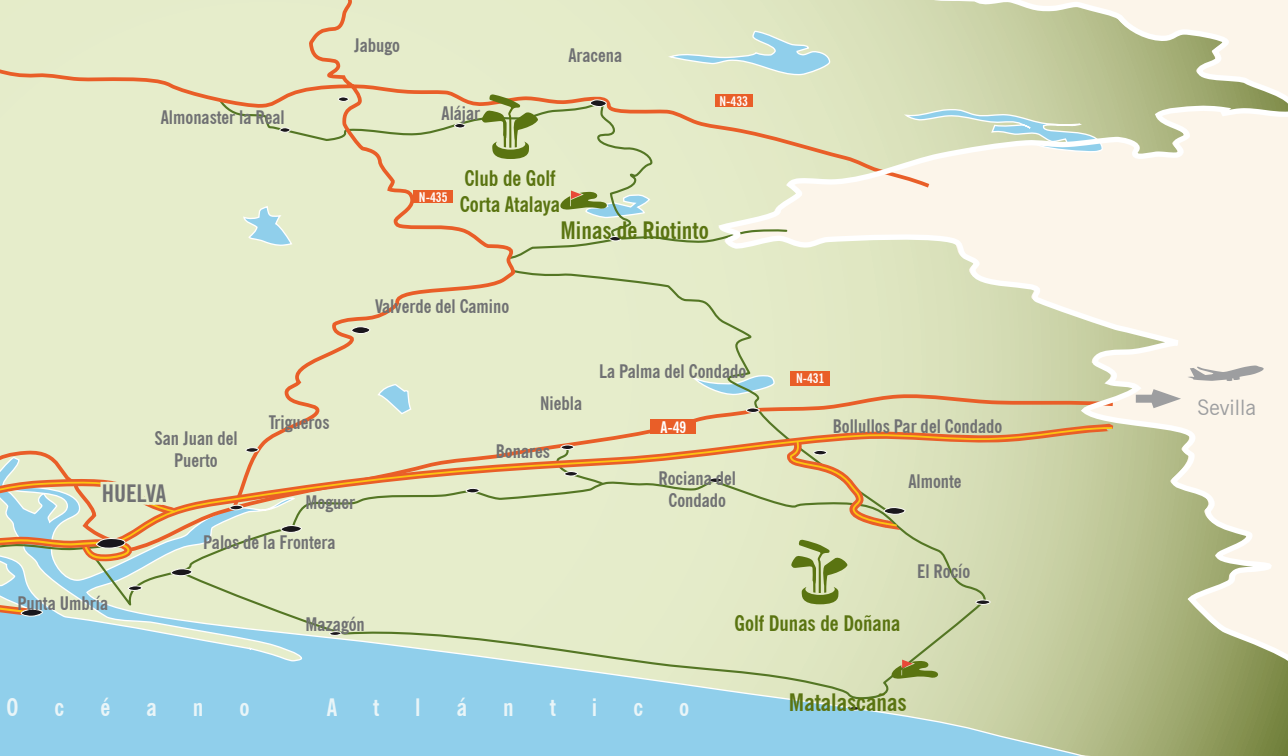 Jabugo
Aracena
N-433
Almonaster la Real
Alájar
Club de Golf
Corta Atalaya
N-435
Minas de Riotinto
Valverde del Camino
La Palma del Condado
N-431
Sevilla
Niebla
Trigueros
A-49
Bollullos Par del Condado
San Juan del
Puerto
Bonares
Rociana del
Condado
Almonte
HUELVA
Moguer
Palos de la Frontera
El Rocío
Punta Umbría
Mazagón
Golf Dunas de Doñana
Matalascañas
Océano Atlántico